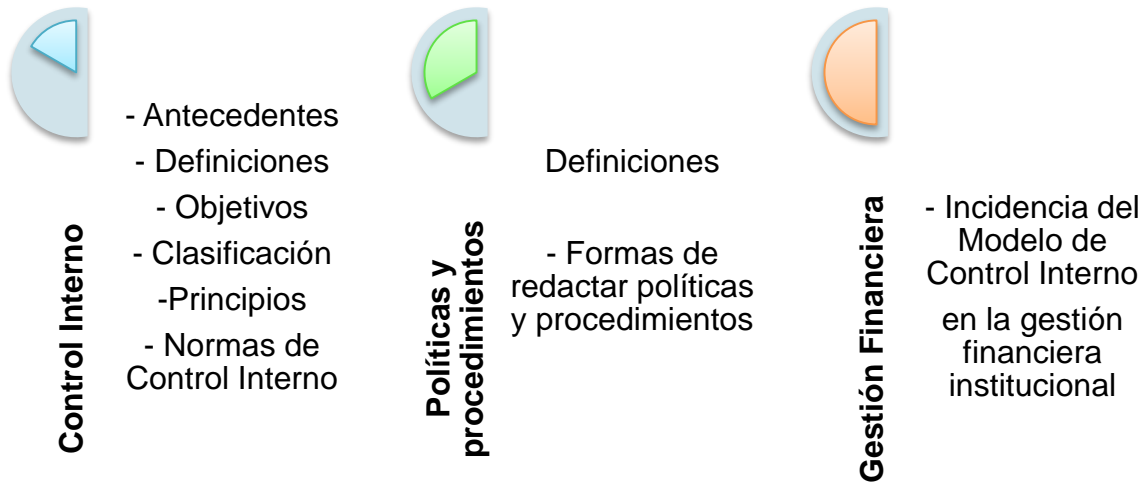 Control Interno
- Antecedentes
- Definiciones
- Objetivos
- Clasificación
-Principios
- Normas de
Control Interno
Políticas y
procedimientos
Definiciones
- Formas de
redactar políticas
y procedimientos
Gestión Financiera
- Incidencia del
Modelo de
Control Interno
en la gestión
financiera
institucional